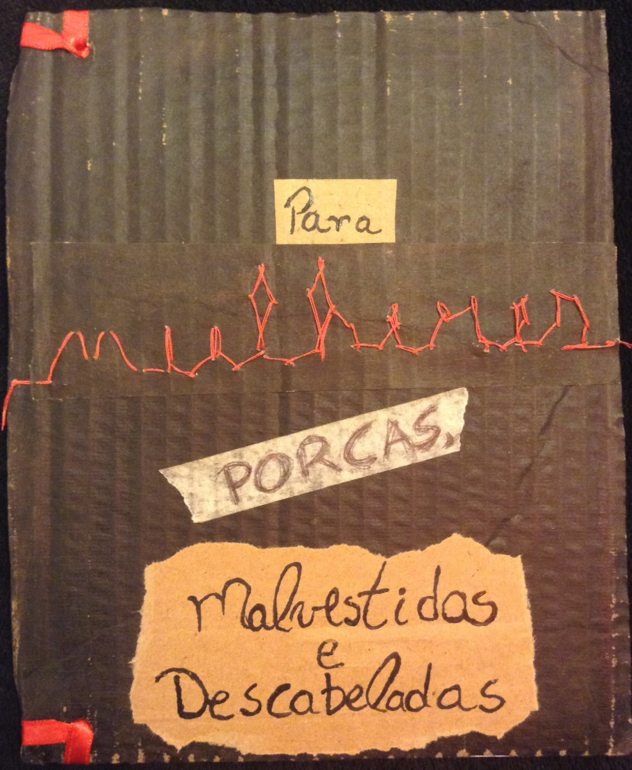 Para
mulheres
PORCAS,
Malvestidas
e
Descabeladas